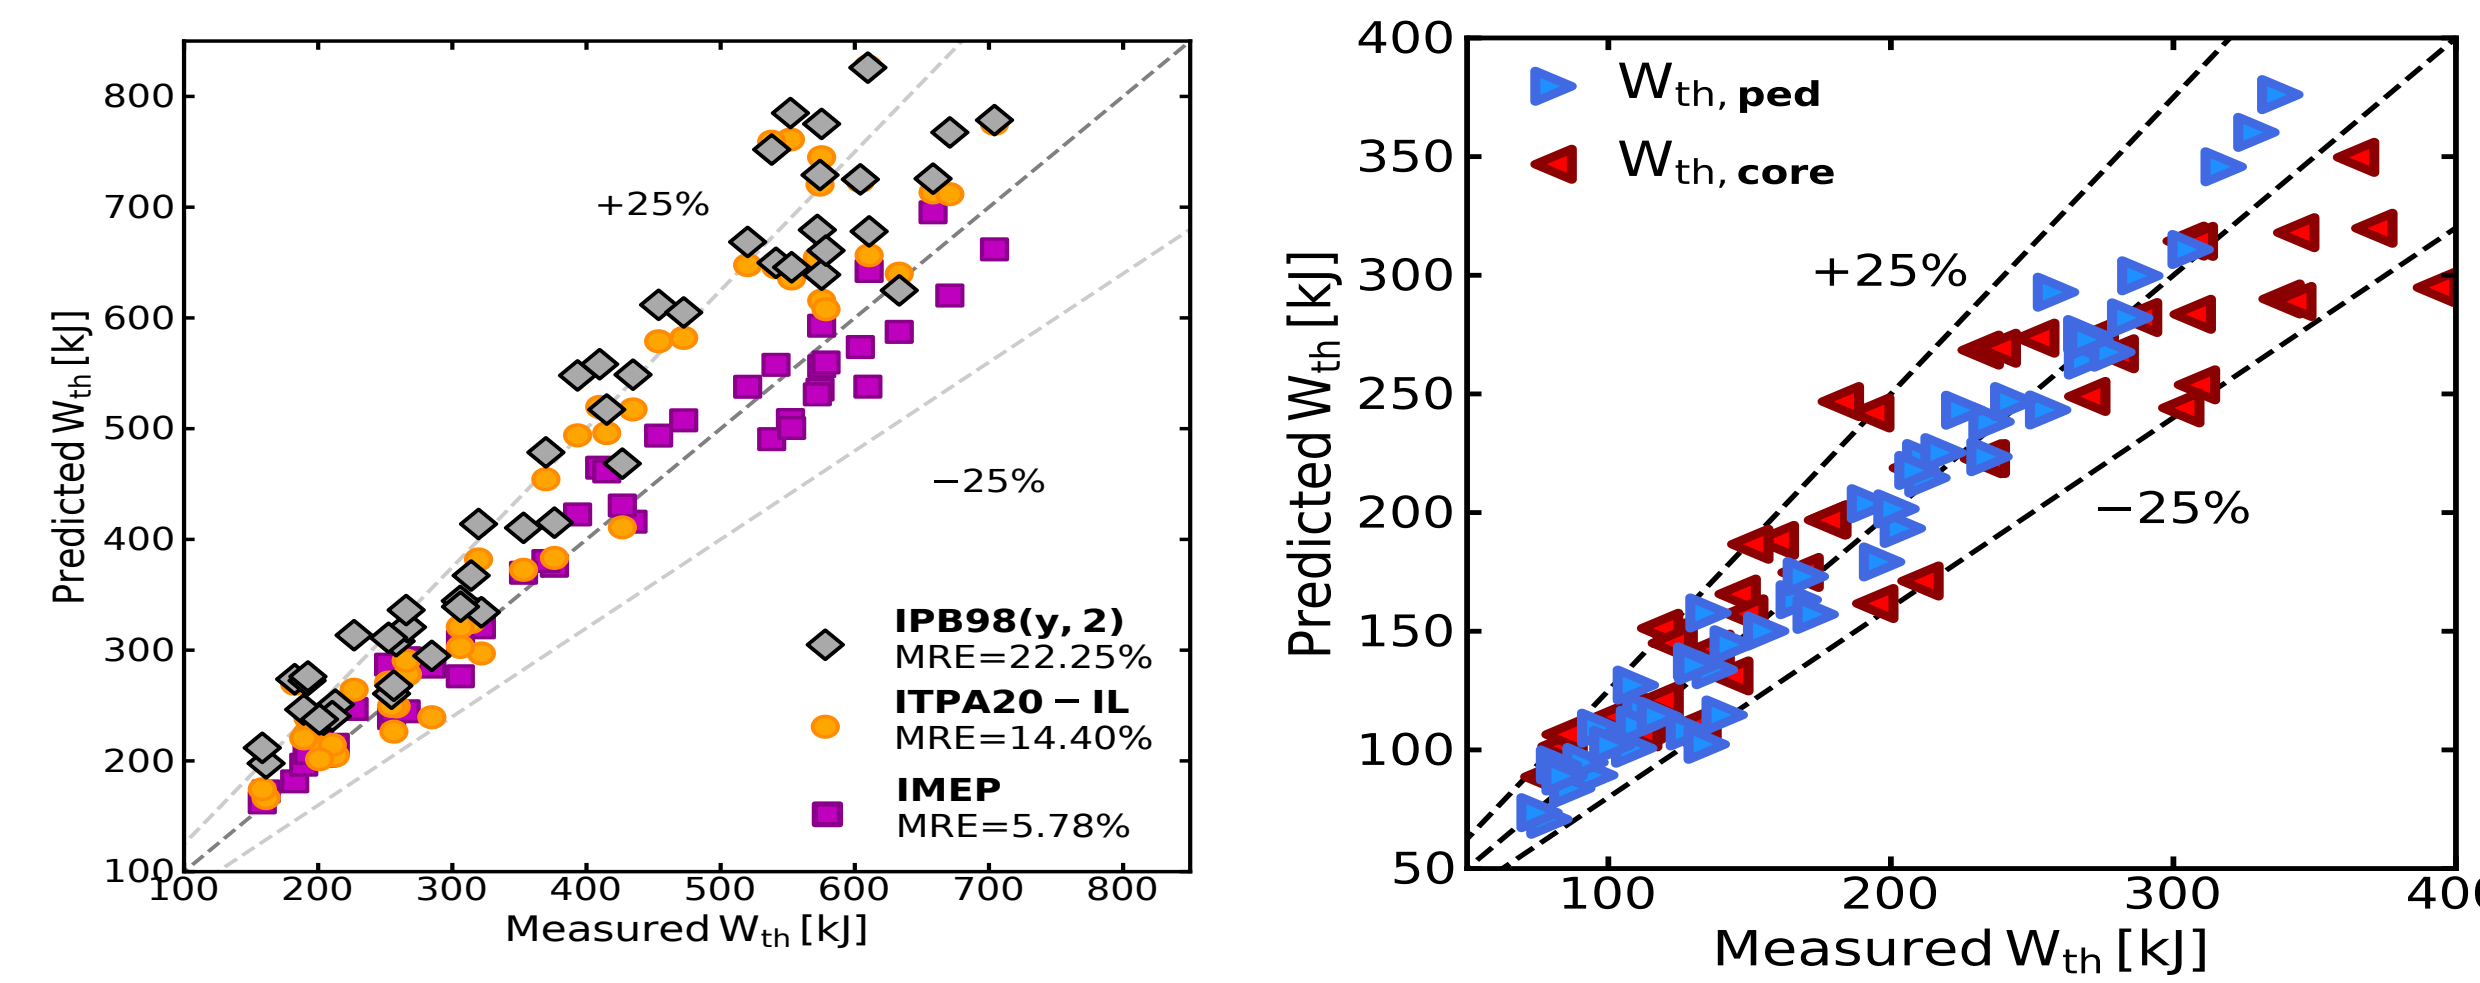 800
700
600
500
400
300
200
100
Predicted W_th [kJ]
+25%
−25%
IPB98(y, 2)
MRE=22.25%
ITPA20 − IL
MRE=14.40%
IMEP
MRE=5.78%
100 200 300 400 500 600 700 800
Measured W_th [kJ]
400
350
300
250
200
150
100
50
Predicted W_th [kJ]
W_th, ped
W_th, core
+25%
−25%
100 200 300 400
Measured W_th [kJ]